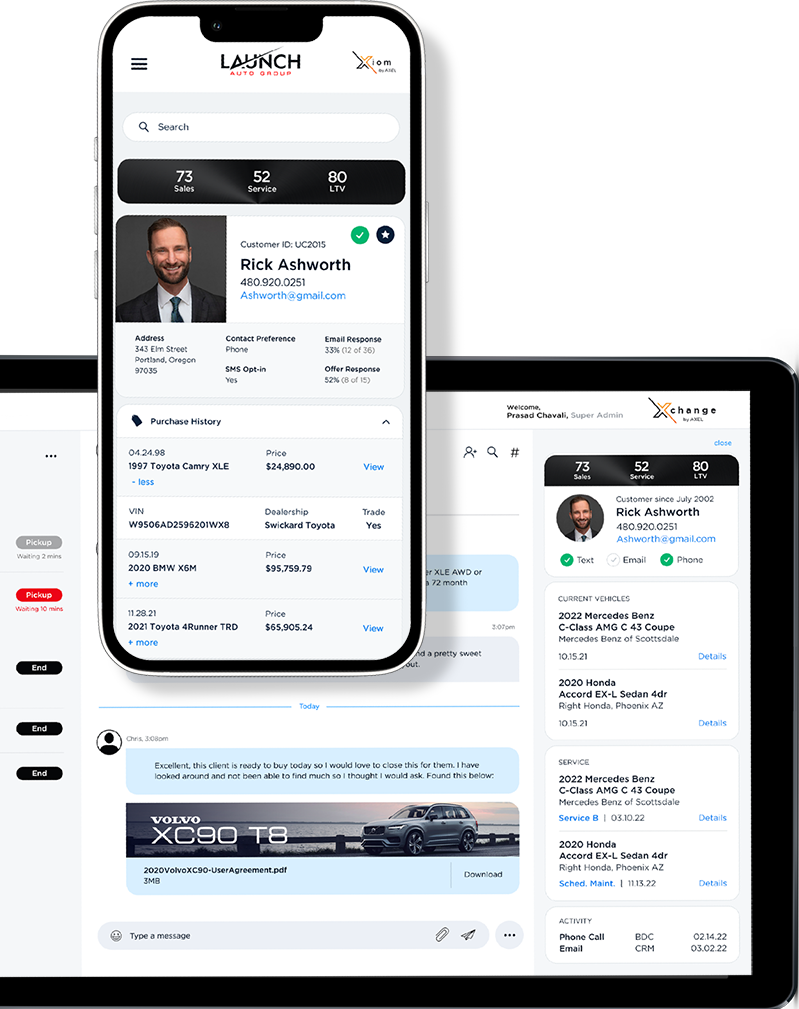 LAUNCH
AUTO GROUP
Xiom
by AXEL
Search
73 52 80
Sales Service LTV
Customer ID: UC2015
Rick Ashworth
480.920.0251
Ashworth@gmail.com
Address
343 Elm Street
Portland, Oregon
97035
Contact Preference
Phone
SMS Opt-in
Yes
Email Response
33% (12 of 36)
Offer Response
52% (8 of 15)
Purchase History
04.24.98 Price
1997 Toyota Camry XLE $24,890.00 View
- less
VIN Dealership Trade
W9506AD2596201WX8 Swickard Toyota Yes
09.15.19 Price
2020 BMW X6M $95,759.79 View
+ more
11.28.21 Price
2021 Toyota 4Runner TRD $65,905.24 View
+ more
Pickup
Waiting 2 mins
Pickup
Waiting 10 mins
End
End
End
Welcome,
Prasad Chavali, Super Admin
Xchange
by AXEL
#
er XLE AWD or
a 72 month
3:07pm
nd a pretty sweet
out.
Today
Chris, 3:08pm
Excellent, this client is ready to buy today so I would love to close this for them. I have
looked around and not been able to find much so I thought I would ask. Found this below:
VOLVO
XC90 T8
2020VolvoXC90-UserAgreement.pdf
3MB
Download
Type a message
close
73 52 80
Sales Service LTV
Customer since July 2002
Rick Ashworth
480.920.0251
Ashworth@gmail.com
Text Email Phone
CURRENT VEHICLES
2022 Mercedes Benz
C-Class AMG C 43 Coupe
Mercedes Benz of Scottsdale
10.15.21 Details
2020 Honda
Accord EX-L Sedan 4dr
Right Honda, Phoenix AZ
10.15.21 Details
SERVICE
2022 Mercedes Benz
C-Class AMG C 43 Coupe
Mercedes Benz of Scottsdale
Service B | 03.10.22 Details
2020 Honda
Accord EX-L Sedan 4dr
Right Honda, Phoenix AZ
Sched. Maint. | 11.13.22 Details
ACTIVITY
Phone Call BDC 02.14.22
Email CRM 03.02.22